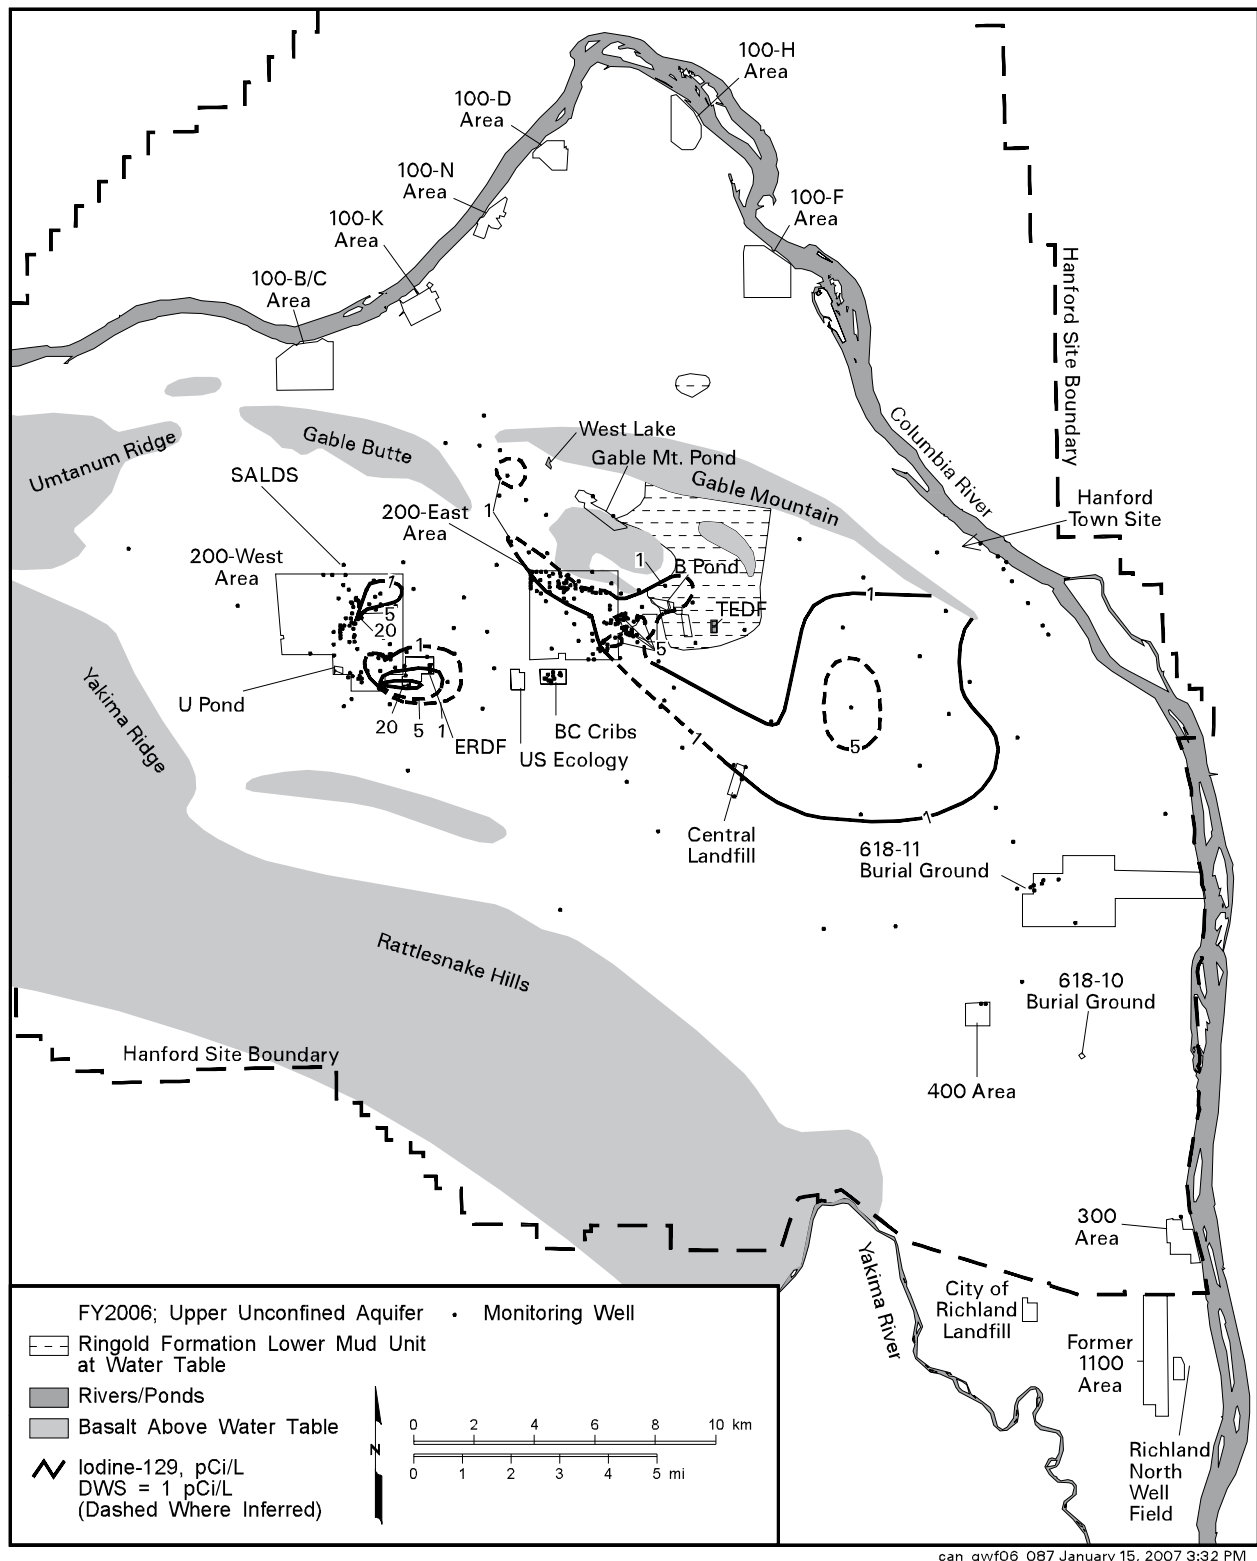 100-H
Area
100-D
Area
100-N
Area
100-F
Area
100-K
Area
100-B/C
Area
Hanford Site Boundary
Columbia River
Umtanum Ridge
Gable Butte
West Lake
Gable Mt. Pond
Gable Mountain
SALDS
Hanford
Town Site
1
200-East
Area
200-West
Area
1
B Pond
1
1
TEDF
5
20
5
1
U Pond
Yakima Ridge
20
5
1
ERDF
BC Cribs
US Ecology
1
5
1
Central
Landfill
618-11
Burial Ground
Rattlesnake Hills
618-10
Burial Ground
Hanford Site Boundary
400 Area
300
Area
Yakima River
City of
Richland
Landfill
Former
1100
Area
Richland
North
Well
Field
FY2006; Upper Unconfined Aquifer
Monitoring Well
Ringold Formation Lower Mud Unit
at Water Table
Rivers/Ponds
Basalt Above Water Table
Iodine-129, pCi/L
DWS = 1 pCi/L
(Dashed Where Inferred)
N
0 2 4 6 8 10 km
0 1 2 3 4 5 mi
can_gwf06_087 January 15, 2007 3:32 PM